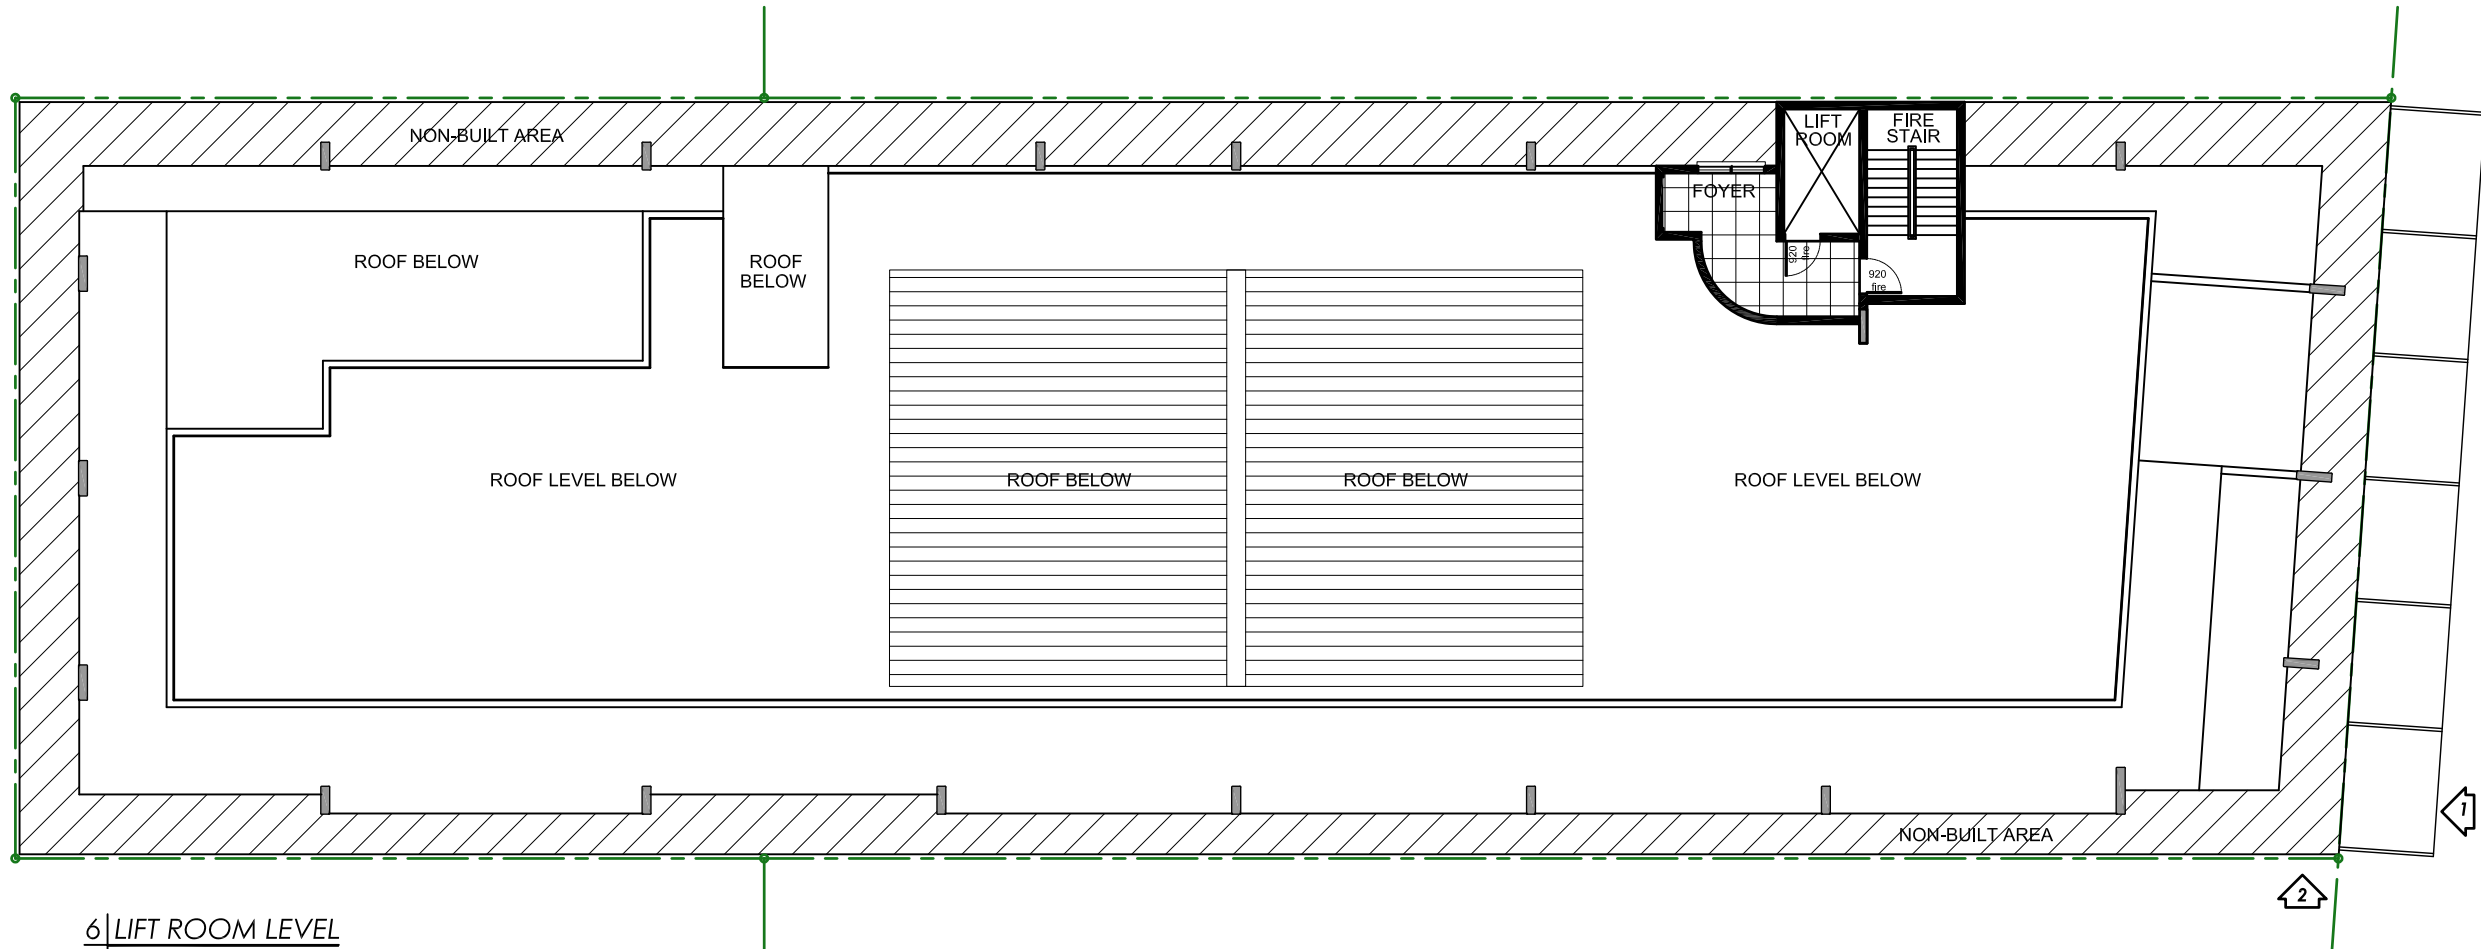 NON-BUILT AREA
LIFT
ROOM
FIRE
STAIR
FOYER
ROOF BELOW
ROOF
BELOW
920
fire
920
fire
ROOF LEVEL BELOW
ROOF BELOW
ROOF BELOW
ROOF LEVEL BELOW
1
NON-BUILT AREA
2
6 LIFT ROOM LEVEL